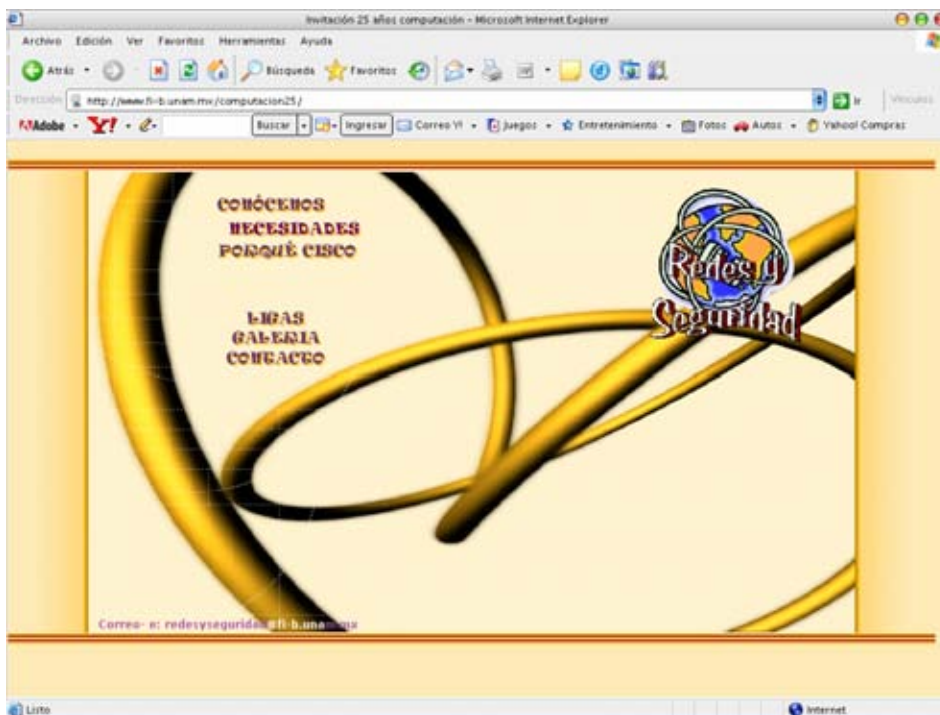 Invitación 25 años computación - Microsoft Internet Explorer
Archivo Edición Ver Favoritos Herramientas Ayuda
Atrás Búsqueda Favoritos
Dirección http://www.fi-b.unam.mx/computacion25/ Ir Vínculos
Adobe Y! Buscar Ingresar Correo Y! Juegos Entretenimiento Fotos Autos Yahoo! Compras
CONÓCENOS
NECESIDADES
PORQUÉ CISCO
LIGAS
GALERIA
CONTACTO
Redes y
Seguridad
Correo- e: redesyseguridad@fi-b.unam.mx
Listo Internet